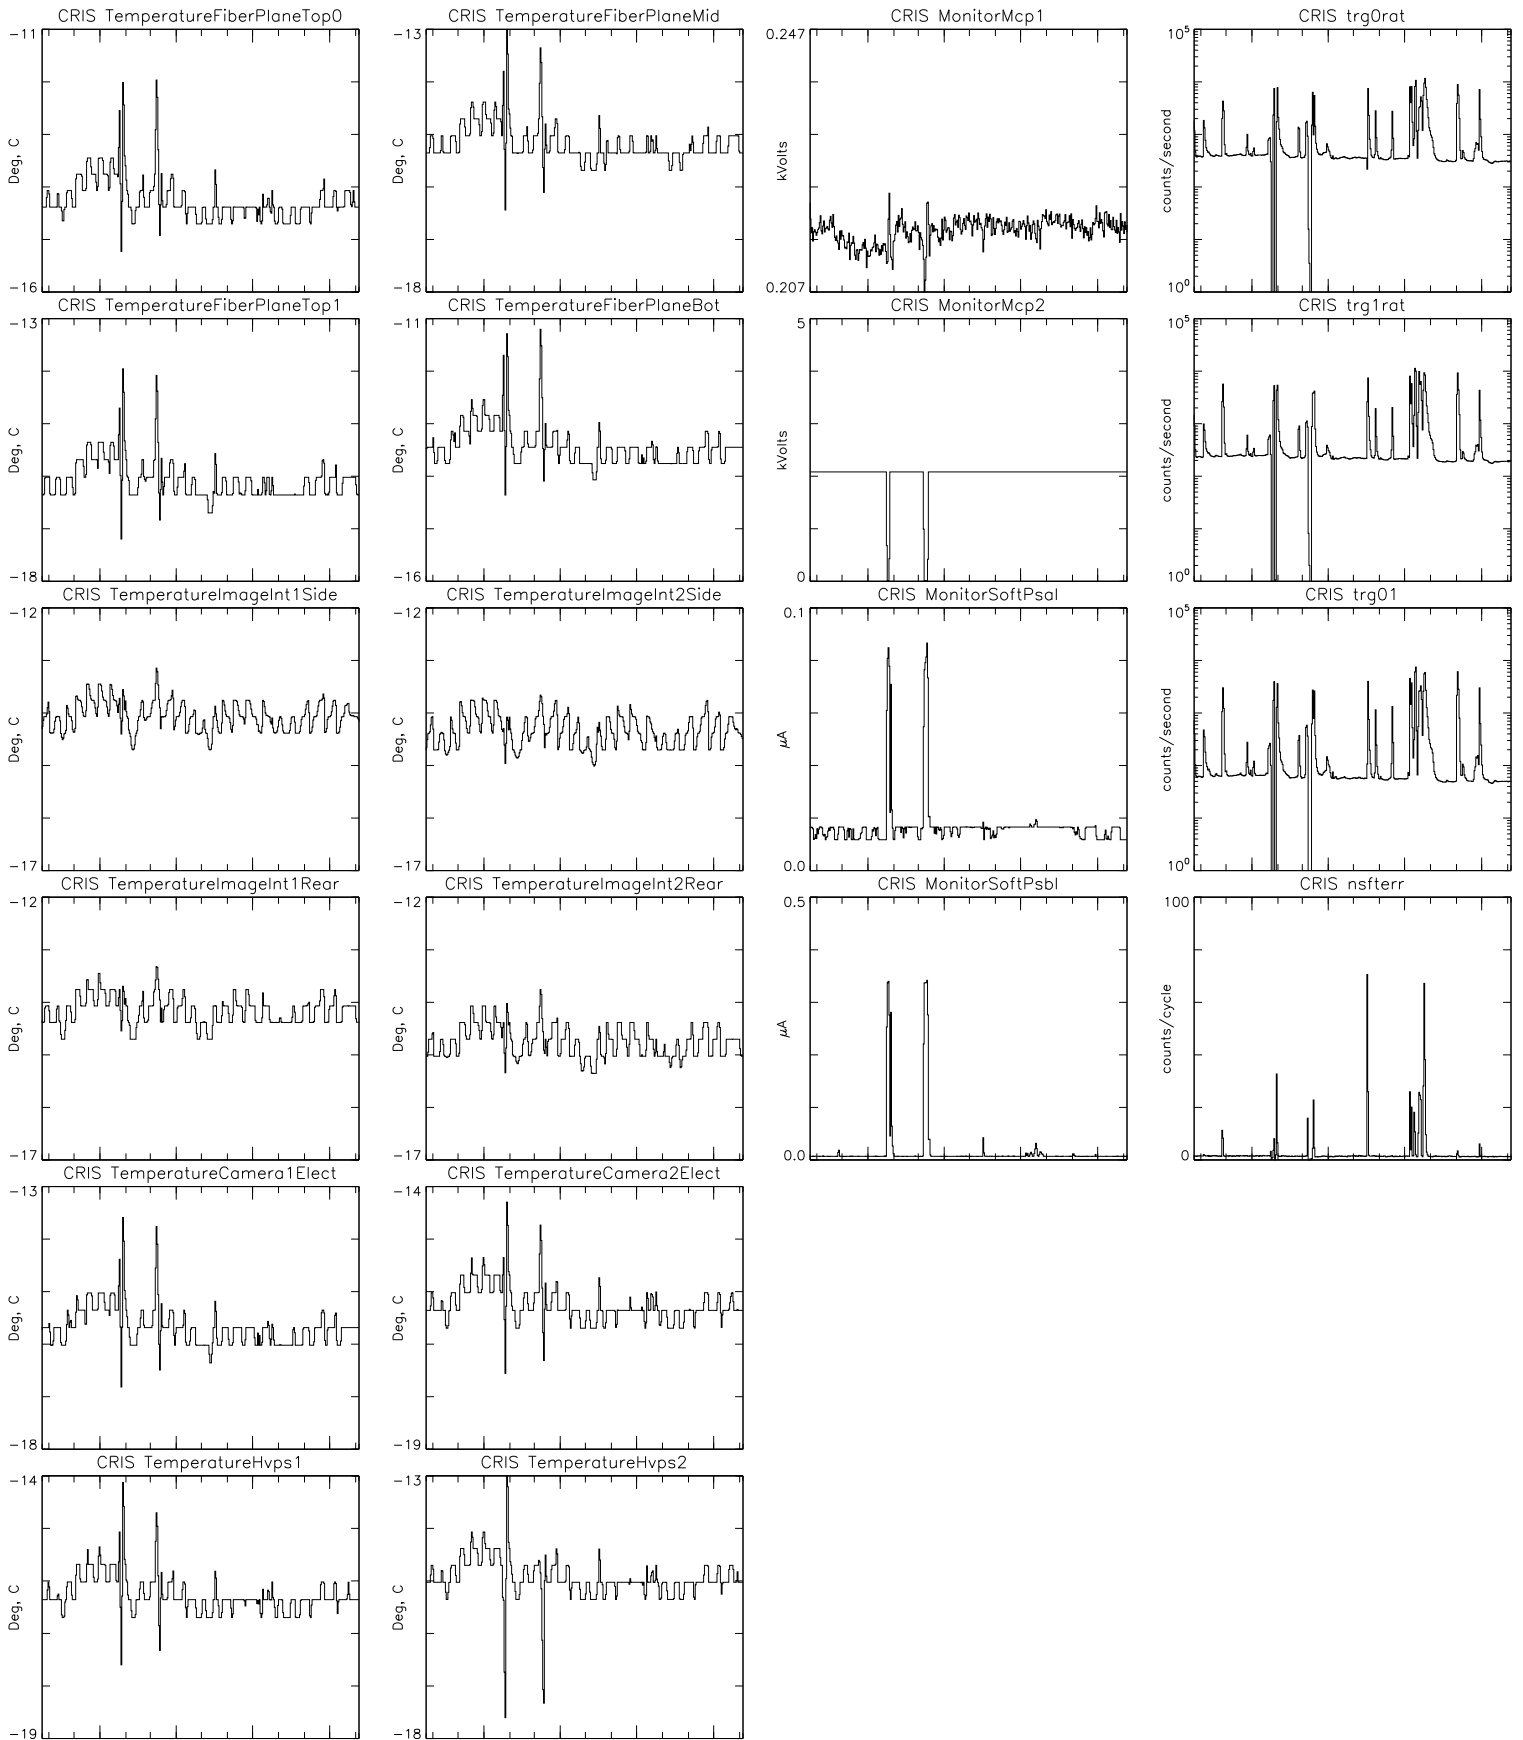 CRIS TemperatureFiberPlaneTop0
-11
Deg, C
-16
CRIS TemperatureFiberPlaneMid
-13
Deg, C
-18
CRIS MonitorMcp1
0.247
kVolts
0.207
CRIS trg0rat
10^5
counts/second
10^0
CRIS TemperatureFiberPlaneTop1
-13
Deg, C
-18
CRIS TemperatureFiberPlaneBot
-11
Deg, C
-16
CRIS MonitorMcp2
5
kVolts
0
CRIS trg1rat
10^5
counts/second
10^0
CRIS TemperatureImageInt1Side
-12
Deg, C
-17
CRIS TemperatureImageInt2Side
-12
Deg, C
-17
CRIS MonitorSoftPsaI
0.1
μA
0.0
CRIS trg01
10^5
counts/second
10^0
CRIS TemperatureImageInt1Rear
-12
Deg, C
-17
CRIS TemperatureImageInt2Rear
-12
Deg, C
-17
CRIS MonitorSoftPsbI
0.5
μA
0.0
CRIS nsfterr
100
counts/cycle
0
CRIS TemperatureCamera1Elect
-13
Deg, C
-18
CRIS TemperatureCamera2Elect
-14
Deg, C
-19
CRIS TemperatureHvps1
-14
Deg, C
-19
CRIS TemperatureHvps2
-13
Deg, C
-18